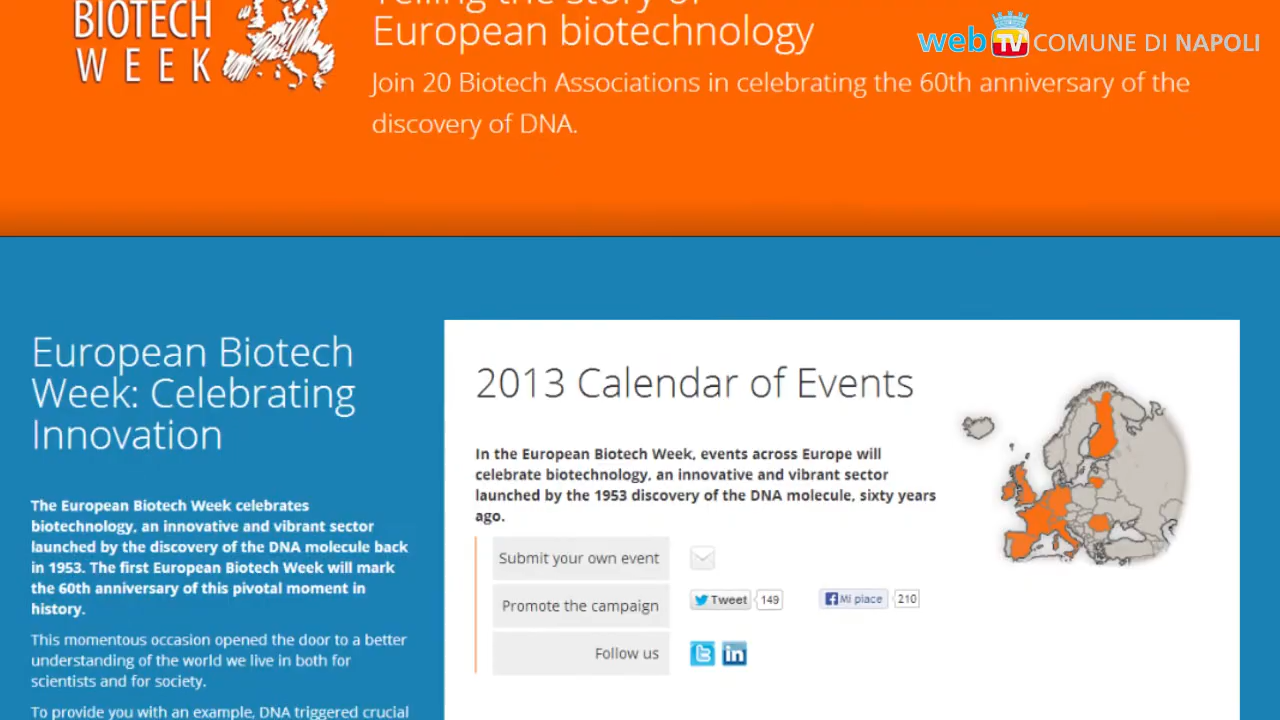 BIOTECH
WEEK
Telling the story of
European biotechnology
web TV COMUNE DI NAPOLI
Join 20 Biotech Associations in celebrating the 60th anniversary of the
discovery of DNA.
European Biotech
Week: Celebrating
Innovation
The European Biotech Week celebrates
biotechnology, an innovative and vibrant sector
launched by the discovery of the DNA molecule back
in 1953. The first European Biotech Week will mark
the 60th anniversary of this pivotal moment in
history.
This momentous occasion opened the door to a better
understanding of the world we live in both for
scientists and for society.
To provide you with an example, DNA triggered crucial
2013 Calendar of Events
In the European Biotech Week, events across Europe will
celebrate biotechnology, an innovative and vibrant sector
launched by the 1953 discovery of the DNA molecule, sixty years
ago.
Submit your own event
Promote the campaign
Tweet 149
Mi piace 210
Follow us
in